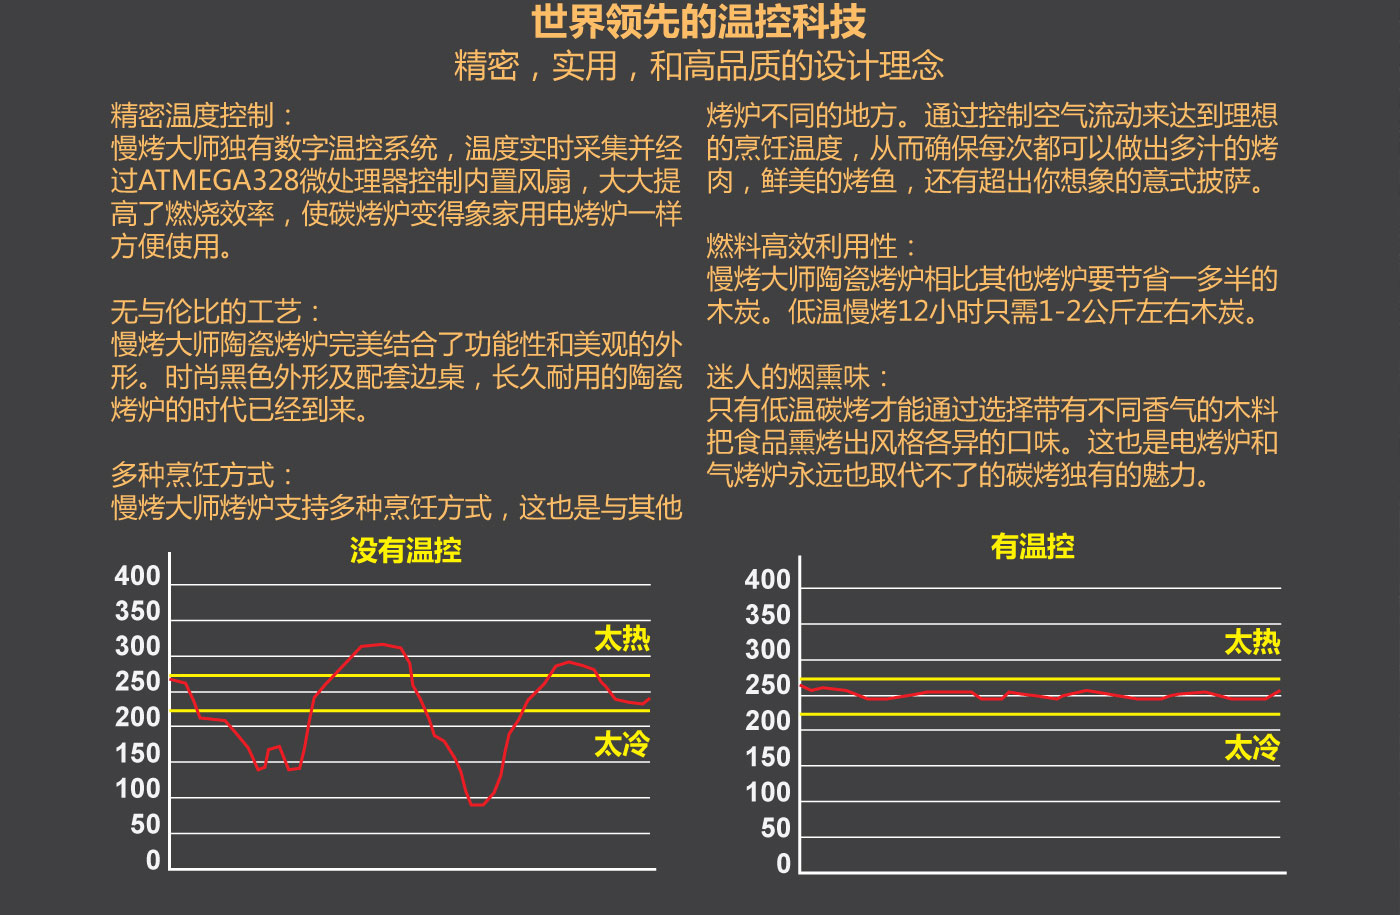 世界领先的温控科技
精密，实用，和高品质的设计理念
精密温度控制：
慢烤大师独有数字温控系统，温度实时采集并经
过ATMEGA328微处理器控制内置风扇，大大提
高了燃烧效率，使碳烤炉变得象家用电烤炉一样
方便使用。
无与伦比的工艺：
慢烤大师陶瓷烤炉完美结合了功能性和美观的外
形。时尚黑色外形及配套边桌，长久耐用的陶瓷
烤炉的时代已经到来。
多种烹饪方式：
慢烤大师烤炉支持多种烹饪方式，这也是与其他
烤炉不同的地方。通过控制空气流动来达到理想
的烹饪温度，从而确保每次都可以做出多汁的烤
肉，鲜美的烤鱼，还有超出你想象的意式披萨。
燃料高效利用性：
慢烤大师陶瓷烤炉相比其他烤炉要节省一多半的
木炭。低温慢烤12小时只需1-2公斤左右木炭。
迷人的烟熏味：
只有低温碳烤才能通过选择带有不同香气的木料
把食品熏烤出风格各异的口味。这也是电烤炉和
气烤炉永远也取代不了的碳烤独有的魅力。
没有温控
400
350
300
250
200
150
100
50
0
太热
太冷
有温控
400
350
300
250
200
150
100
50
0
太热
太冷